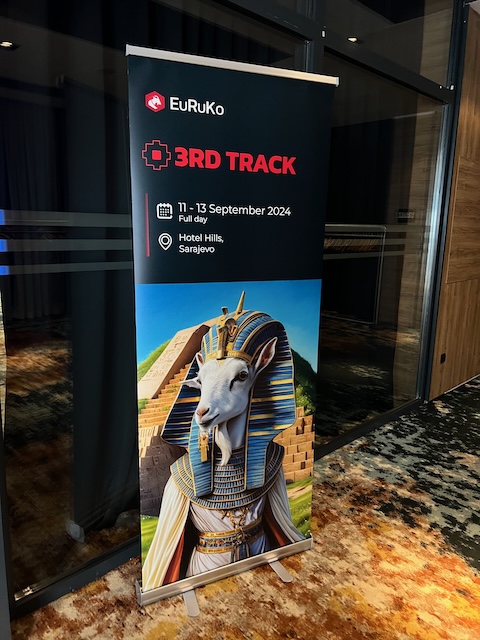 EuRuKo
3RD TRACK
11 - 13 September 2024
Full day
Hotel Hills,
Sarajevo